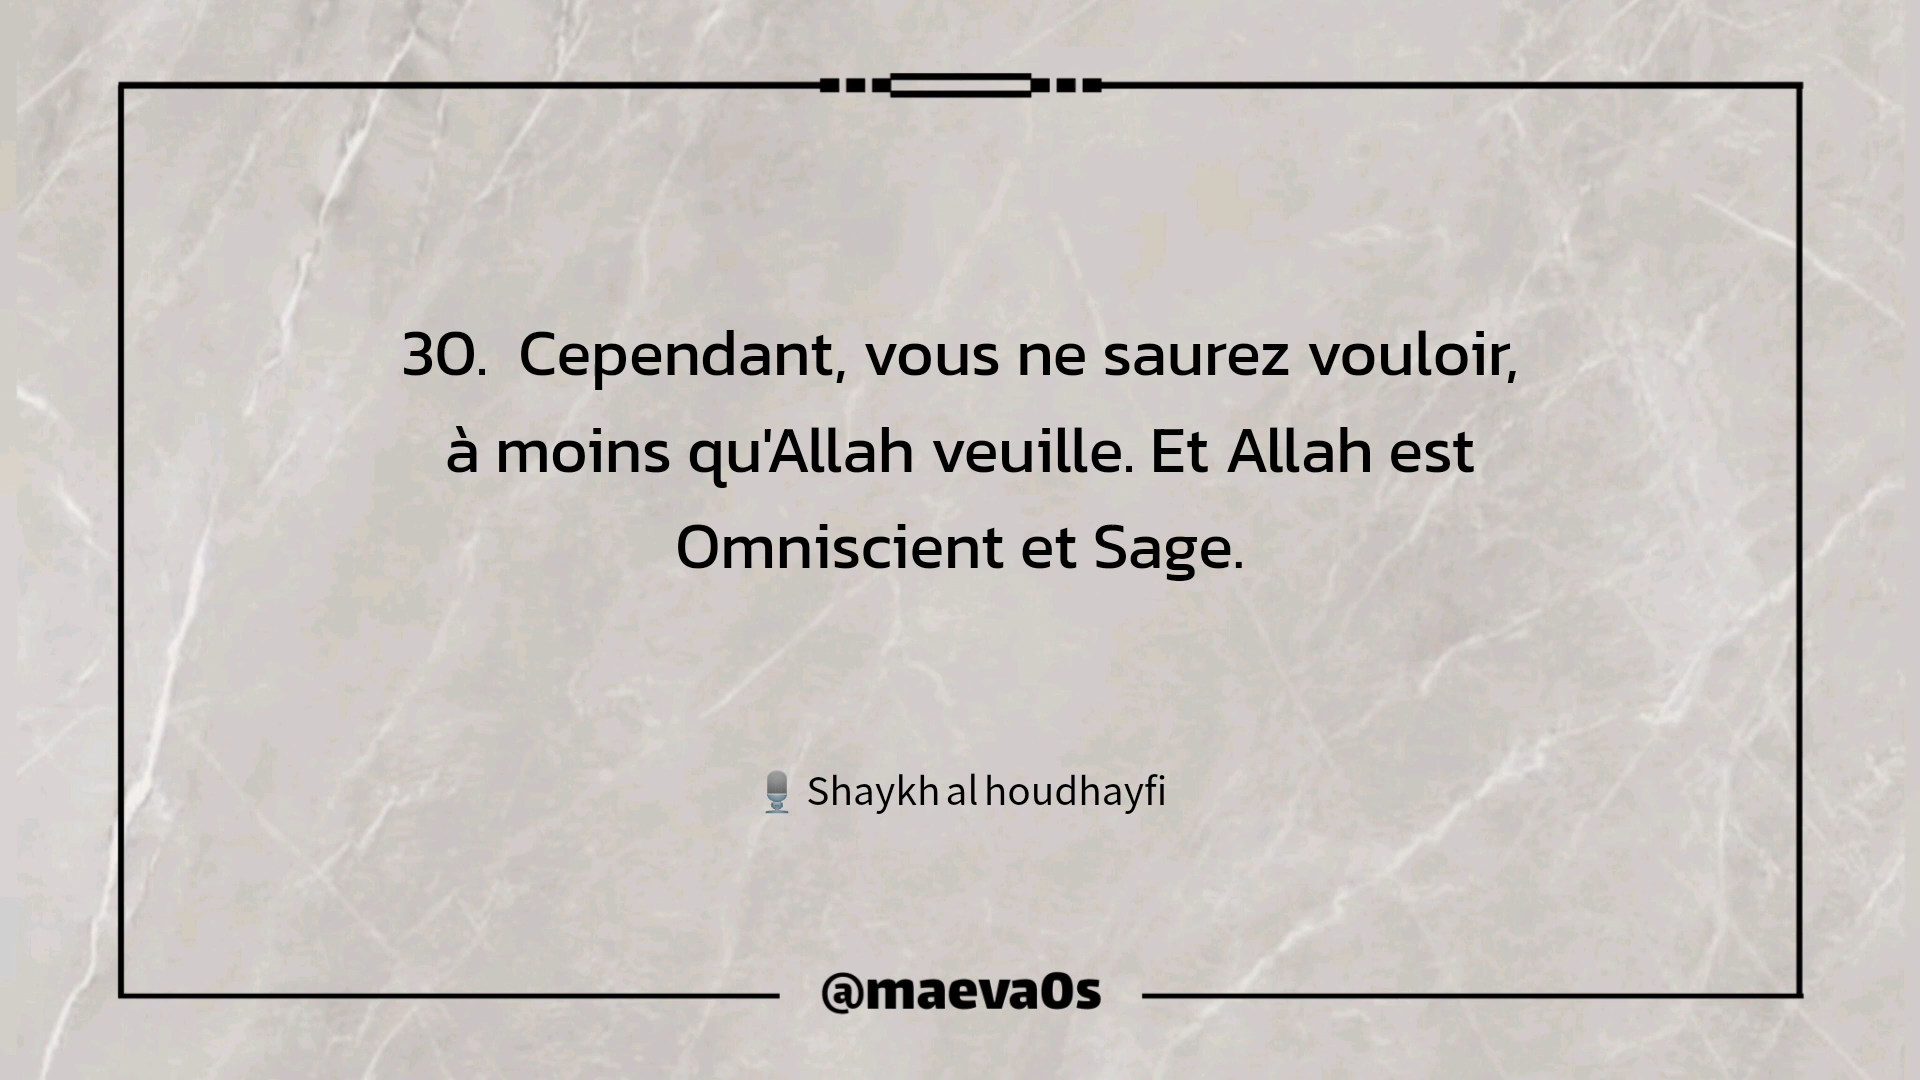 30.  Cependant, vous ne saurez vouloir,
à moins qu'Allah veuille. Et Allah est
Omniscient et Sage.
🎙️ Shaykh al houdhayfi
@maeva0s